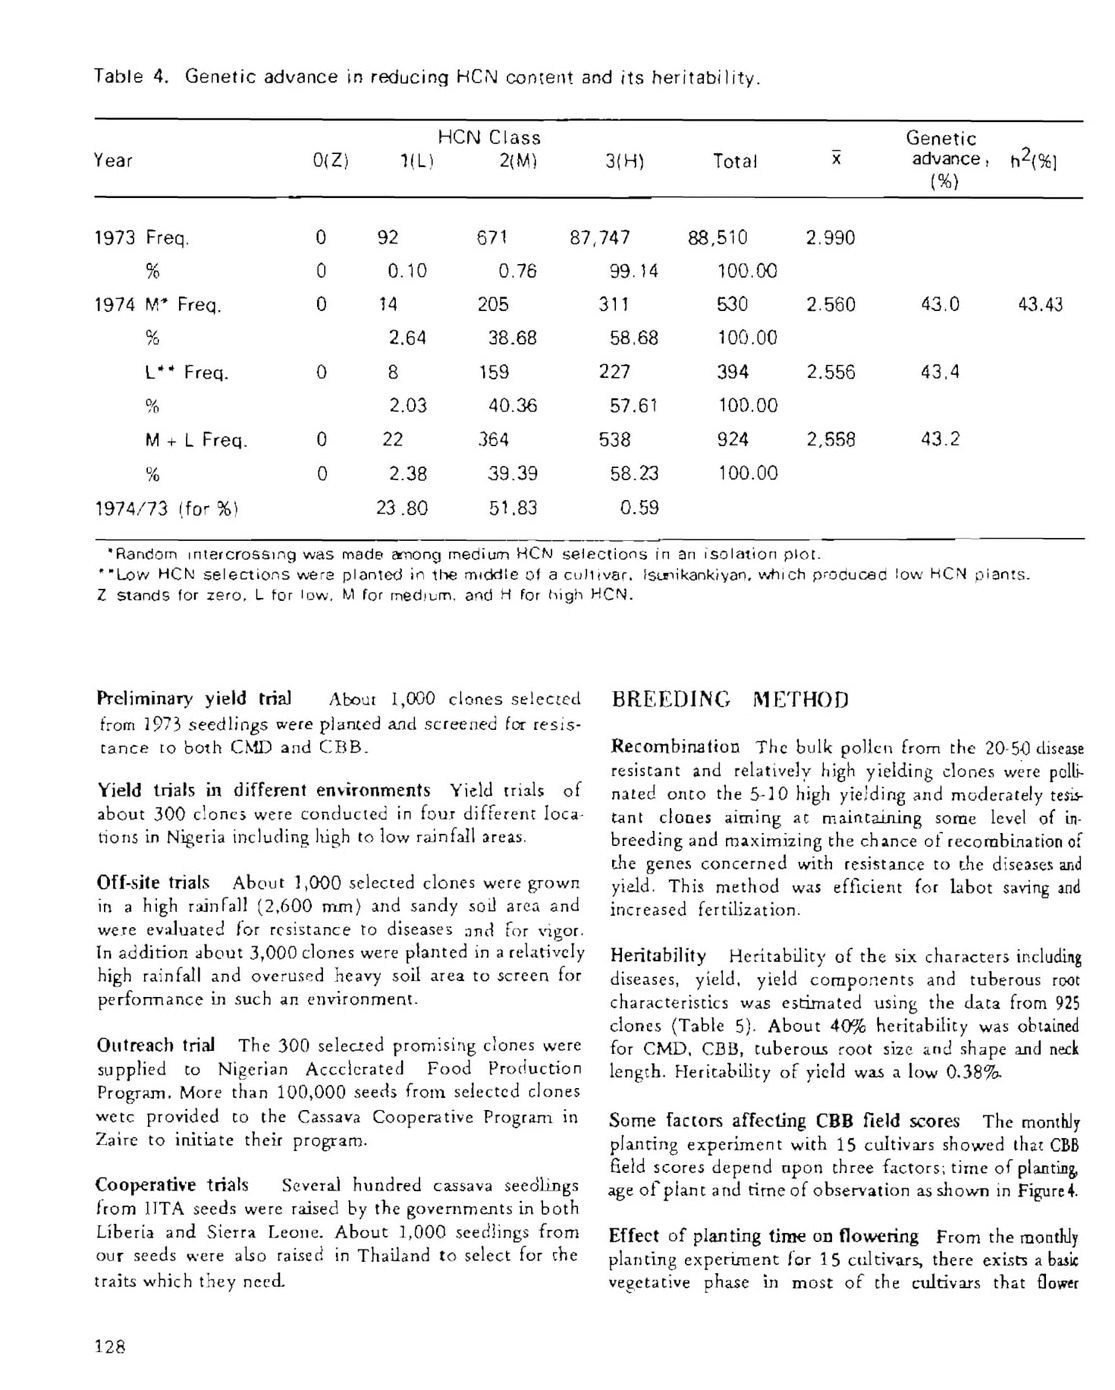 Table 4. Genetic advance in reducing HCN content and its heritability.
HCN Class Genetic
Year 0(Z) 1(L) 2(M) 3(H) Total x̄ advance, h²(%)
(%)
1973 Freq. 0 92 671 87,747 88,510 2.990
% 0 0.10 0.76 99.14 100.00
1974 M* Freq. 0 14 205 311 530 2.560 43.0 43.43
% 2.64 38.68 58.68 100.00
L** Freq. 0 8 159 227 394 2.556 43.4
% 2.03 40.36 57.61 100.00
M + L Freq. 0 22 364 538 924 2,558 43.2
% 0 2.38 39.39 58.23 100.00
1974/73 (for %) 23.80 51.83 0.59
*Random intercrossing was made among medium HCN selections in an isolation plot.
**Low HCN selections were planted in the middle of a cultivar, Isunikankiyan, which produced low HCN plants.
Z stands for zero, L for low, M for medium, and H for high HCN.
Preliminary yield trial About 1,000 clones selected
from 1973 seedlings were planted and screened for resis-
tance to both CMD and CBB.
Yield trials in different environments Yield trials of
about 300 clones were conducted in four different loca-
tions in Nigeria including high to low rainfall areas.
Off-site trials About 1,000 selected clones were grown
in a high rainfall (2,600 mm) and sandy soil area and
were evaluated for resistance to diseases and for vigor.
In addition about 3,000 clones were planted in a relatively
high rainfall and overused heavy soil area to screen for
performance in such an environment.
Outreach trial The 300 selected promising clones were
supplied to Nigerian Accelerated Food Production
Program. More than 100,000 seeds from selected clones
were provided to the Cassava Cooperative Program in
Zaire to initiate their program.
Cooperative trials Several hundred cassava seedlings
from IITA seeds were raised by the governments in both
Liberia and Sierra Leone. About 1,000 seedlings from
our seeds were also raised in Thailand to select for the
traits which they need.
BREEDING METHOD
Recombination The bulk pollen from the 20-50 disease
resistant and relatively high yielding clones were polli-
nated onto the 5-10 high yielding and moderately resis-
tant clones aiming at maintaining some level of in-
breeding and maximizing the chance of recombination of
the genes concerned with resistance to the diseases and
yield. This method was efficient for labot saving and
increased fertilization.
Heritability Heritability of the six characters including
diseases, yield, yield components and tuberous root
characteristics was estimated using the data from 925
clones (Table 5). About 40% heritability was obtained
for CMD, CBB, tuberous root size and shape and neck
length. Heritability of yield was a low 0.38%.
Some factors affecting CBB field scores The monthly
planting experiment with 15 cultivars showed that CBB
field scores depend upon three factors; time of planting,
age of plant and time of observation as shown in Figure 4.
Effect of planting time on flowering From the monthly
planting experiment for 15 cultivars, there exists a basic
vegetative phase in most of the cultivars that flower
128